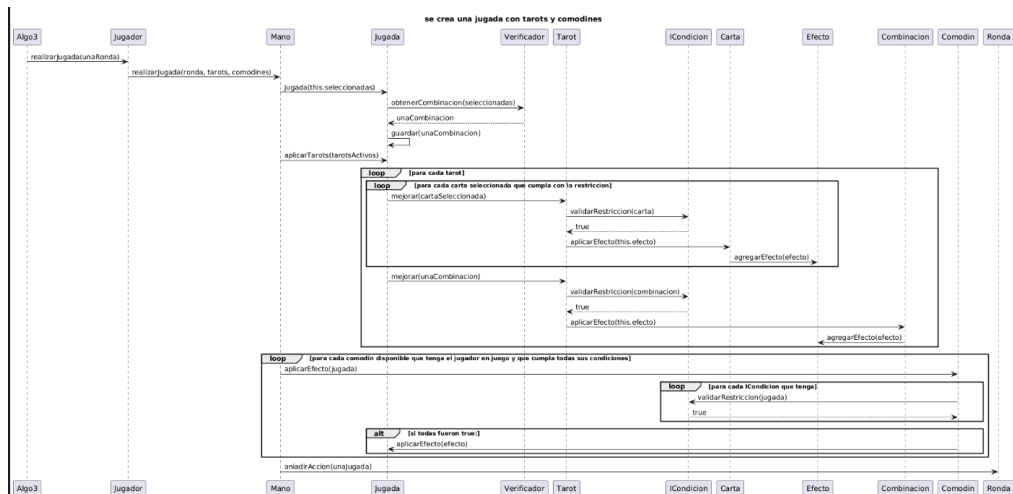 se crea una jugada con tarots y comodines
Algo3 Jugador Mano Jugada Verificador Tarot ICondicion Carta Efecto Combinacion Comodin Ronda
realizarJugada(unaRonda)
realizarJugada(ronda, tarots, comodines)
Jugada(this.seleccionadas)
obtenerCombinacion(seleccionadas)
unaCombinacion
guardar(unaCombinacion)
aplicarTarots(tarotsActivos)
loop [para cada tarot]
loop [para cada carta seleccionada que cumpla con la restriccion]
mejorar(cartaSeleccionada)
validarRestriccion(carta)
true
aplicarEfecto(this.efecto)
agregarEfecto(efecto)
mejorar(unaCombinacion)
validarRestriccion(combinacion)
true
aplicarEfecto(this.efecto)
agregarEfecto(efecto)
loop [para cada comodin disponible que tenga el jugador en juego y que cumpla todas sus condiciones]
aplicarEfecto(jugada)
loop [para cada ICondicion que tenga]
validarRestriccion(jugada)
true
alt [si todas fueron true:]
aplicarEfecto(efecto)
aniadirAccion(unaJugada)
Algo3 Jugador Mano Jugada Verificador Tarot ICondicion Carta Efecto Combinacion Comodin Ronda